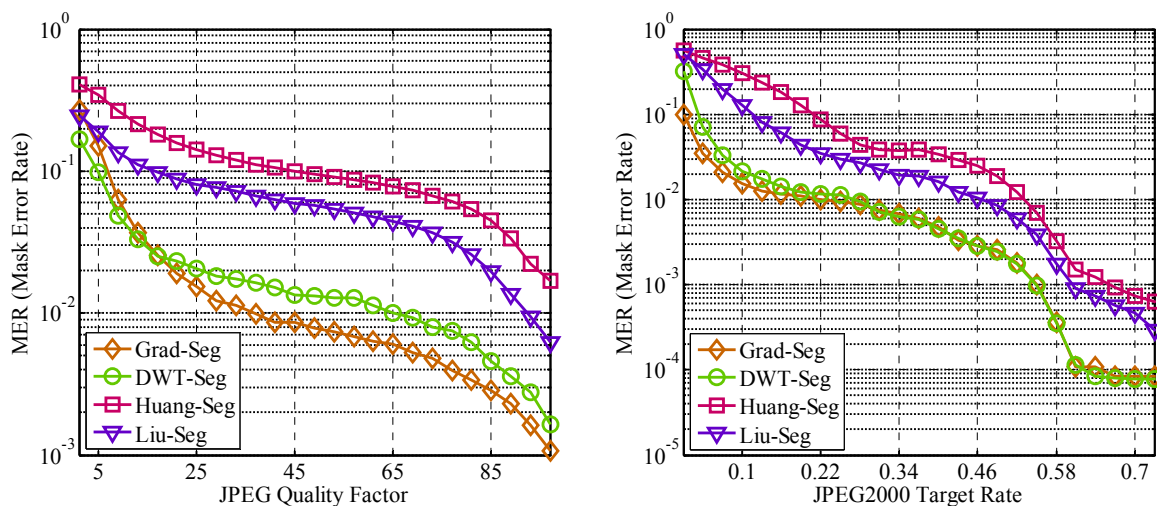 10^0
10^-1
10^-2
10^-3
MER (Mask Error Rate)
Grad-Seg
DWT-Seg
Huang-Seg
Liu-Seg
5 25 45 65 85
JPEG Quality Factor
10^0
10^-1
10^-2
10^-3
10^-4
10^-5
MER (Mask Error Rate)
Grad-Seg
DWT-Seg
Huang-Seg
Liu-Seg
0.1 0.22 0.34 0.46 0.58 0.7
JPEG2000 Target Rate